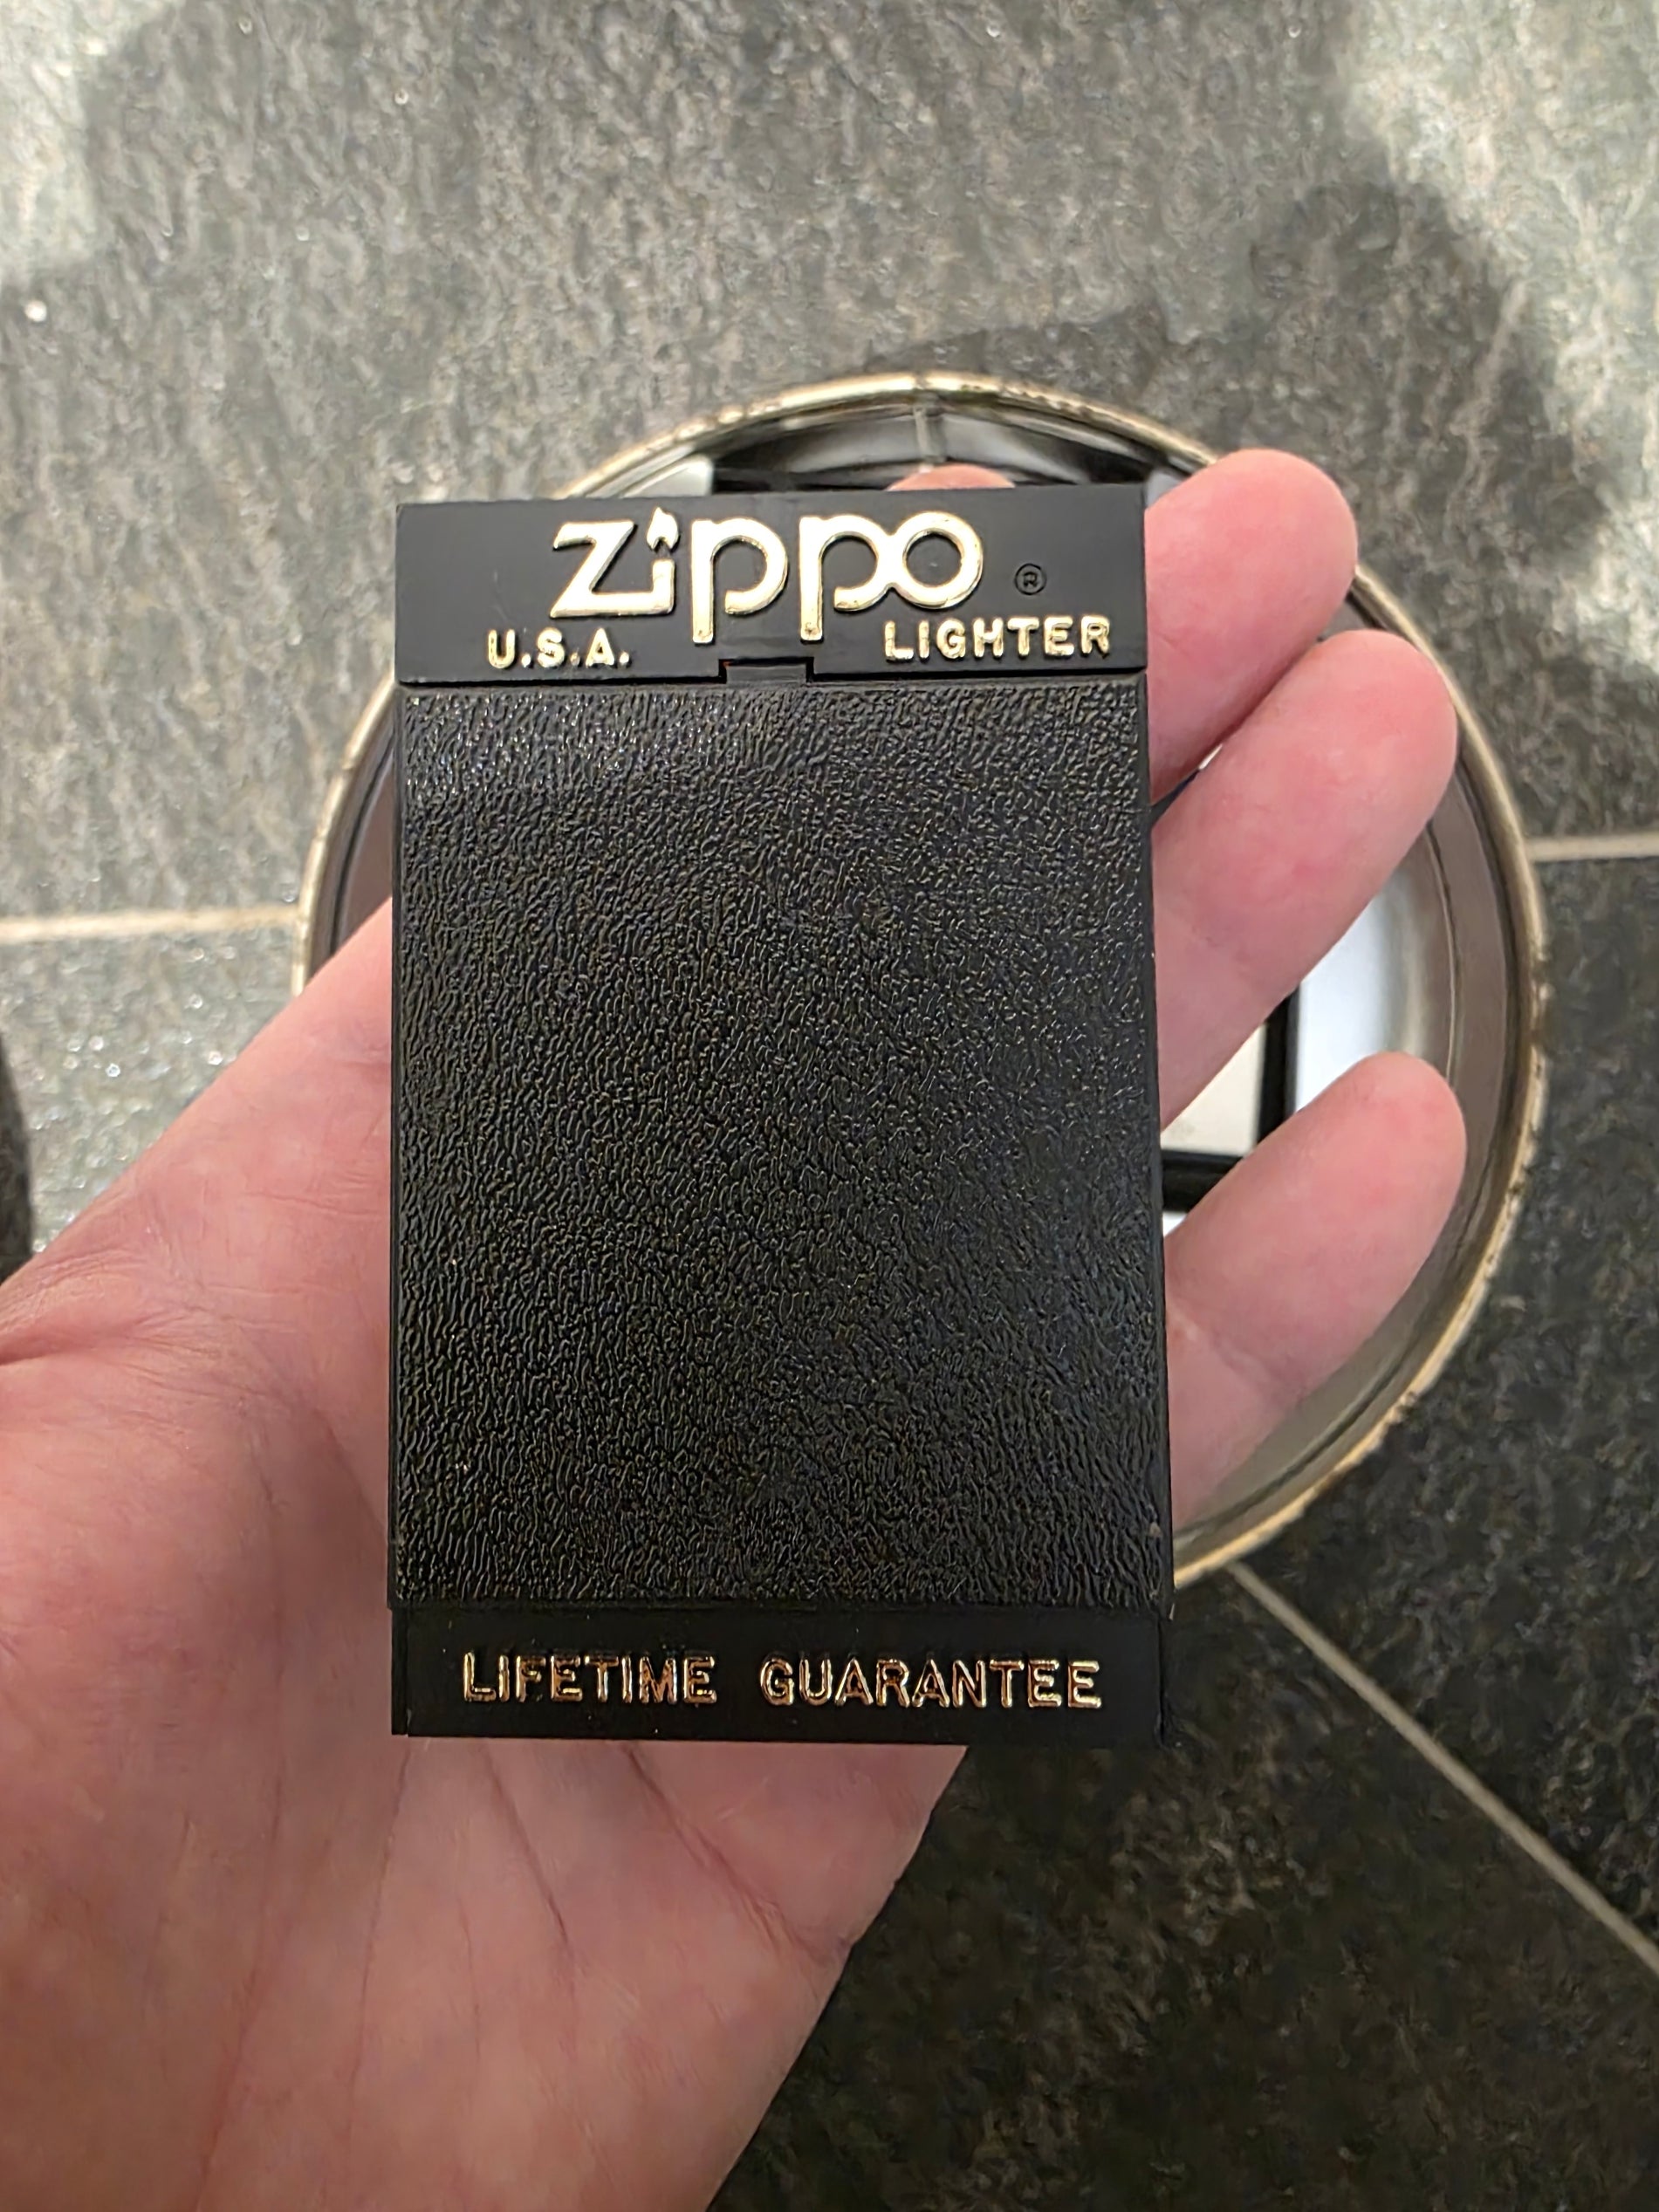 Zippo ®
U.S.A. LIGHTER
LIFETIME GUARANTEE